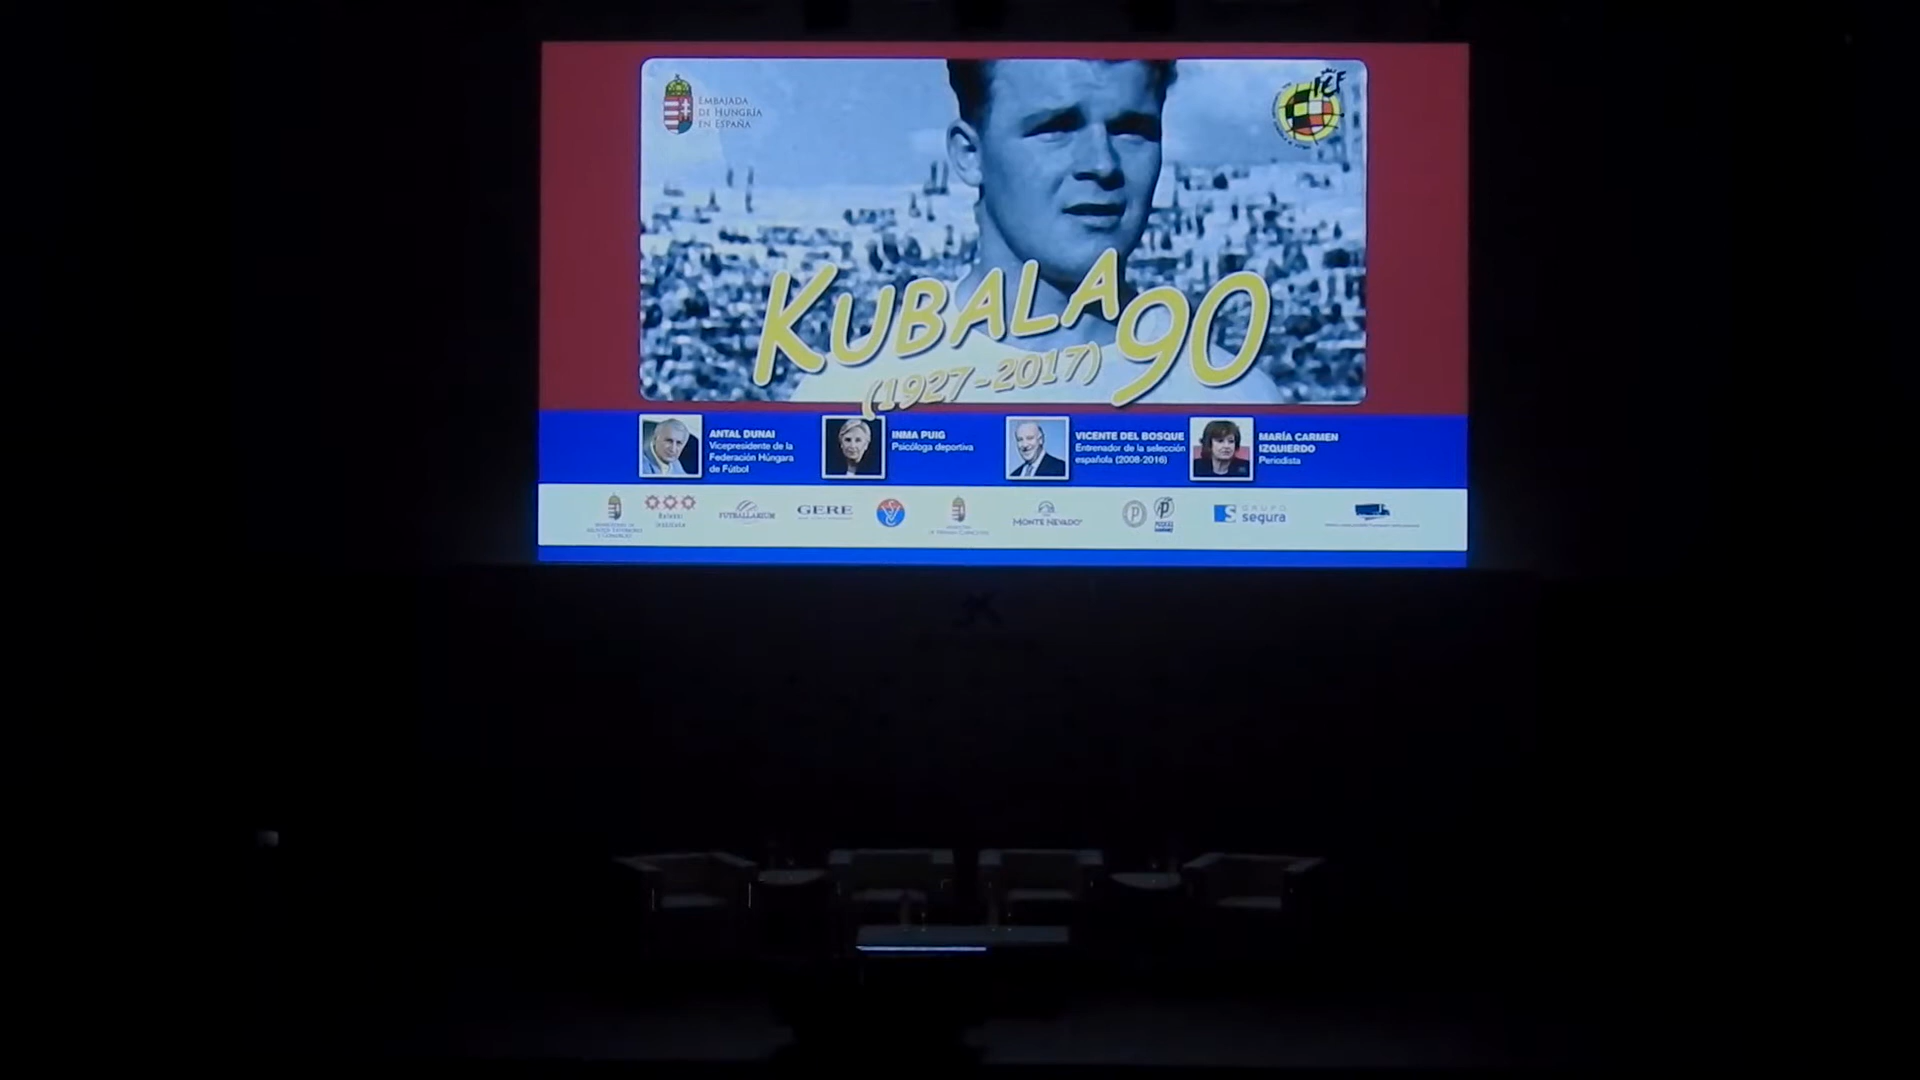 EMBAJADA
DE HUNGRÍA
EN ESPAÑA
KUBALA 90
(1927-2017)
ANTAL DUNAI
Vicepresidente de la
Federación Húngara
de Fútbol
INMA PUIG
Psicóloga deportiva
VICENTE DEL BOSQUE
Entrenador de la selección
española (2008-2016)
MARÍA CARMEN
IZQUIERDO
Periodista
FUTBALLARIUM
GERE
MONTE NEVADO
GRUPO
segura